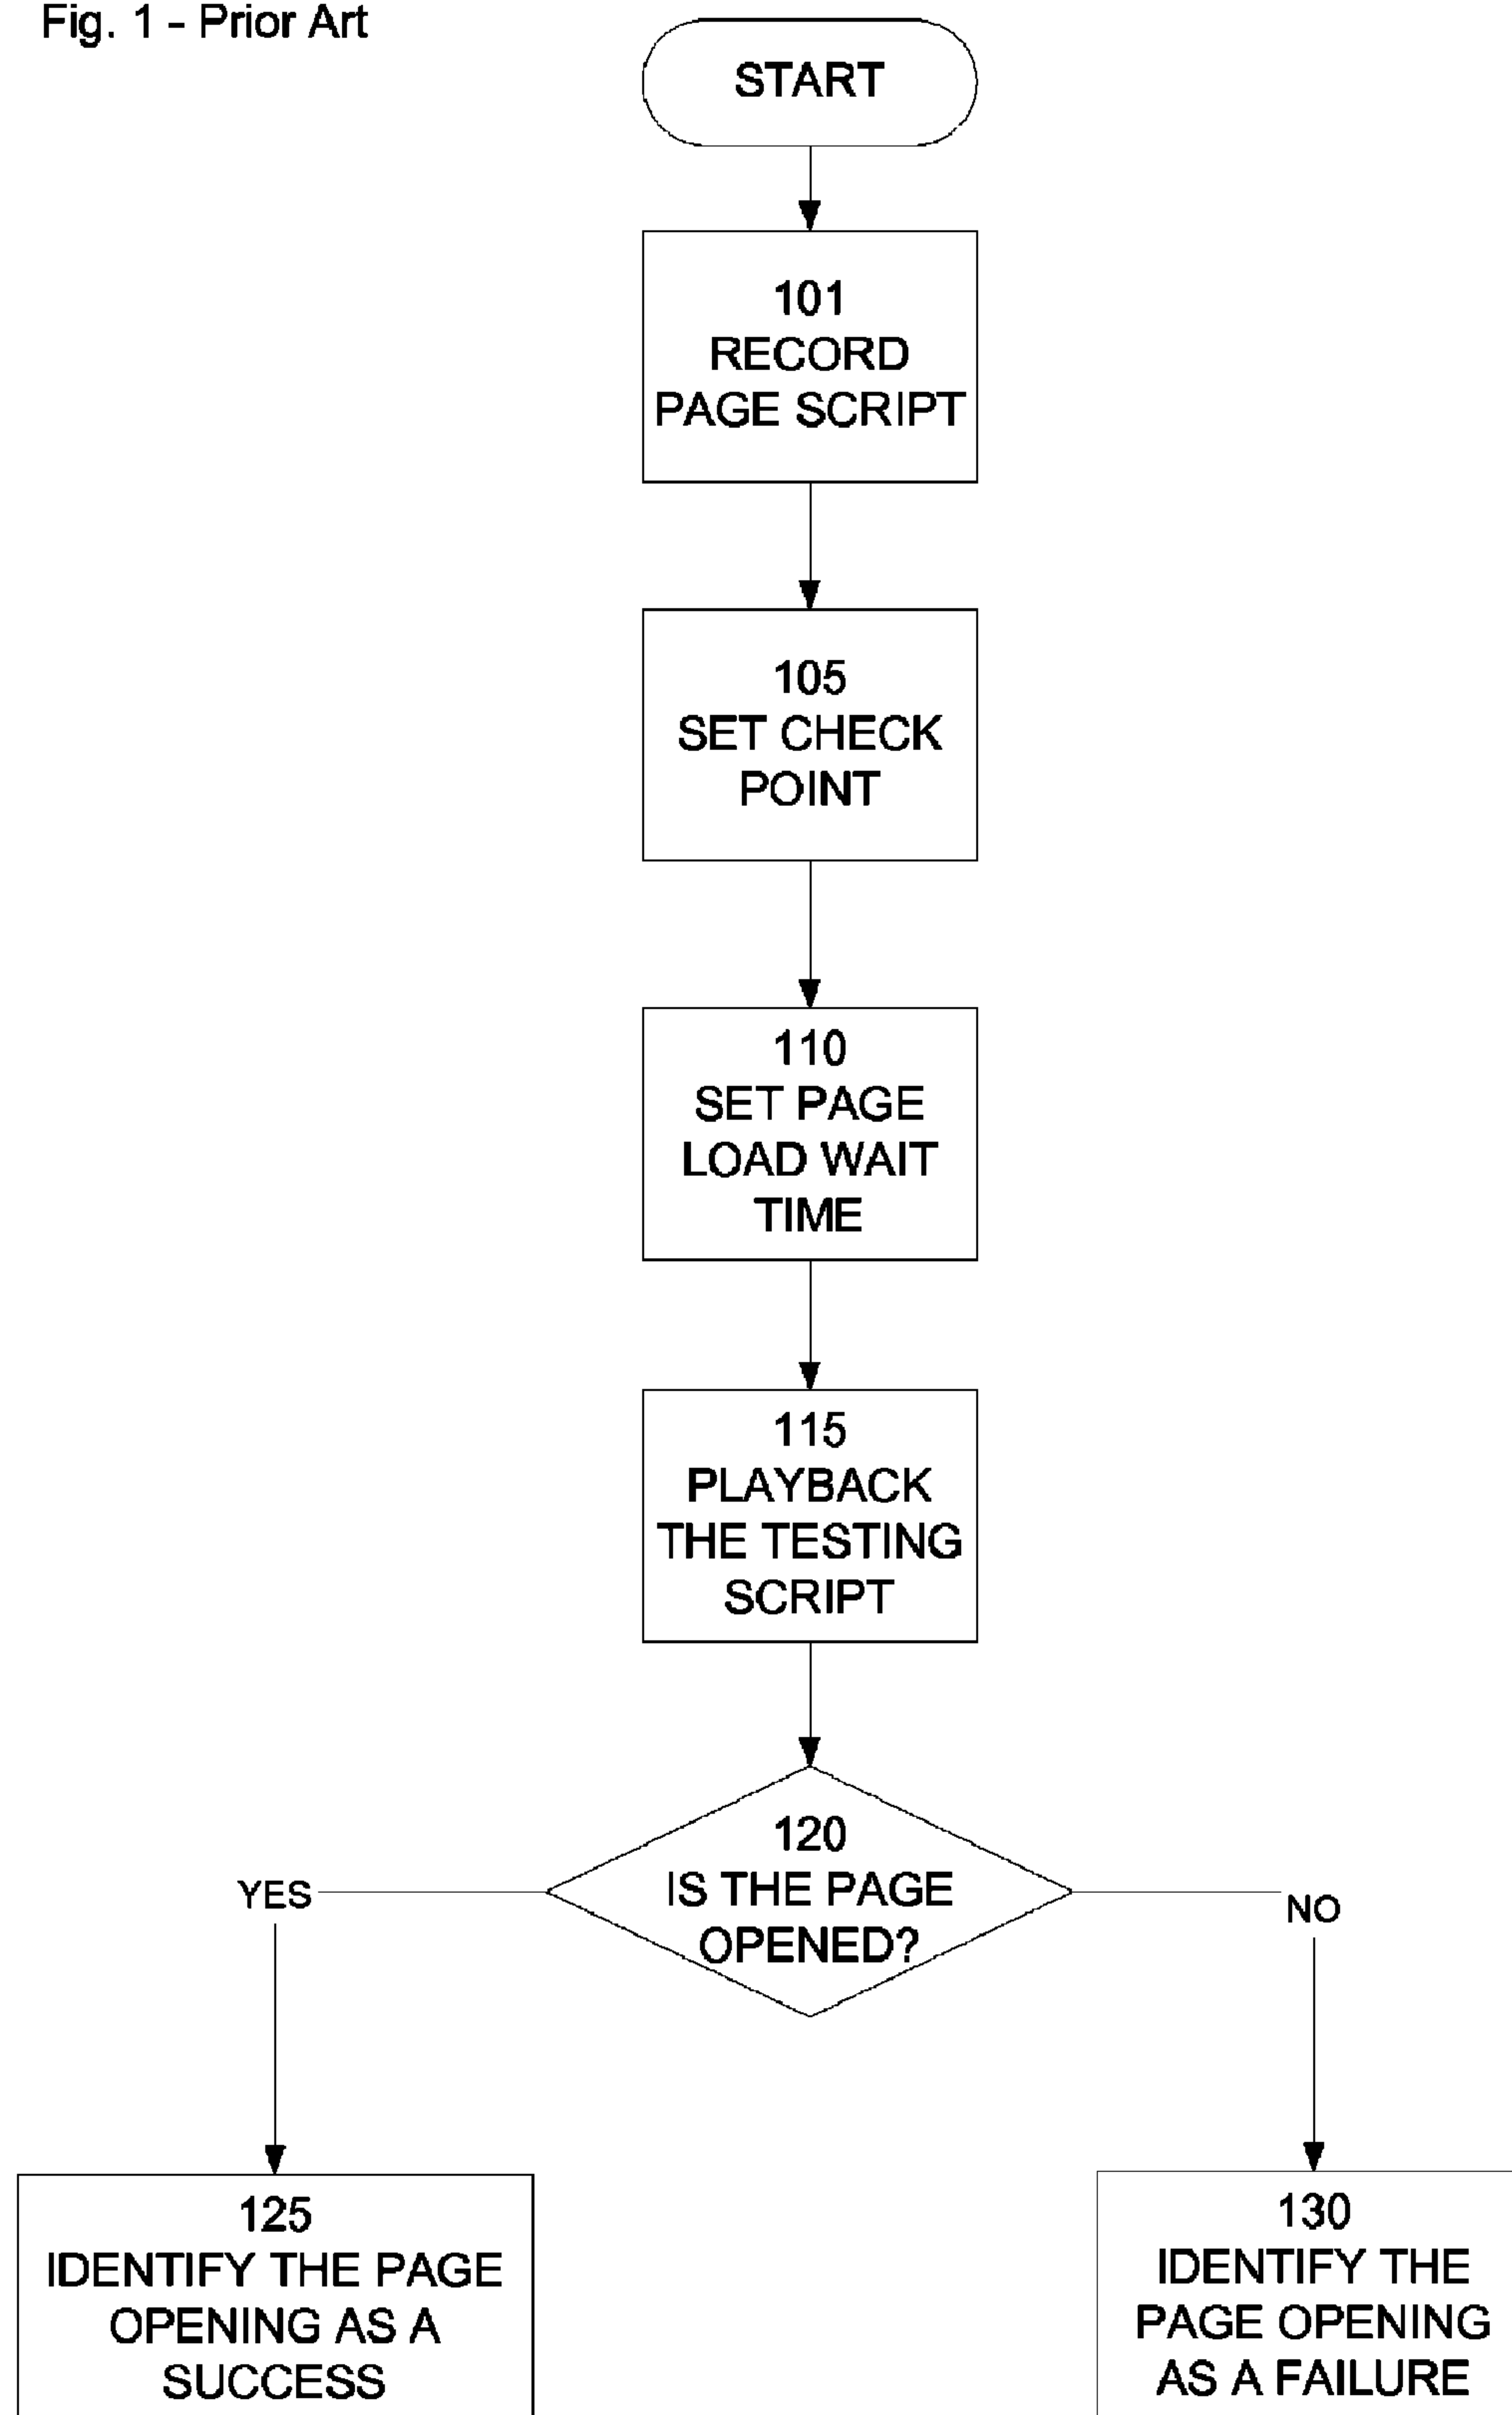 Fig. 1 - Prior Art
START
101
RECORD
PAGE SCRIPT
105
SET CHECK
POINT
110
SET PAGE
LOAD WAIT
TIME
115
PLAYBACK
THE TESTING
SCRIPT
120
IS THE PAGE
OPENED?
YES
NO
125
IDENTIFY THE PAGE
OPENING AS A
SUCCESS
130
IDENTIFY THE
PAGE OPENING
AS A FAILURE